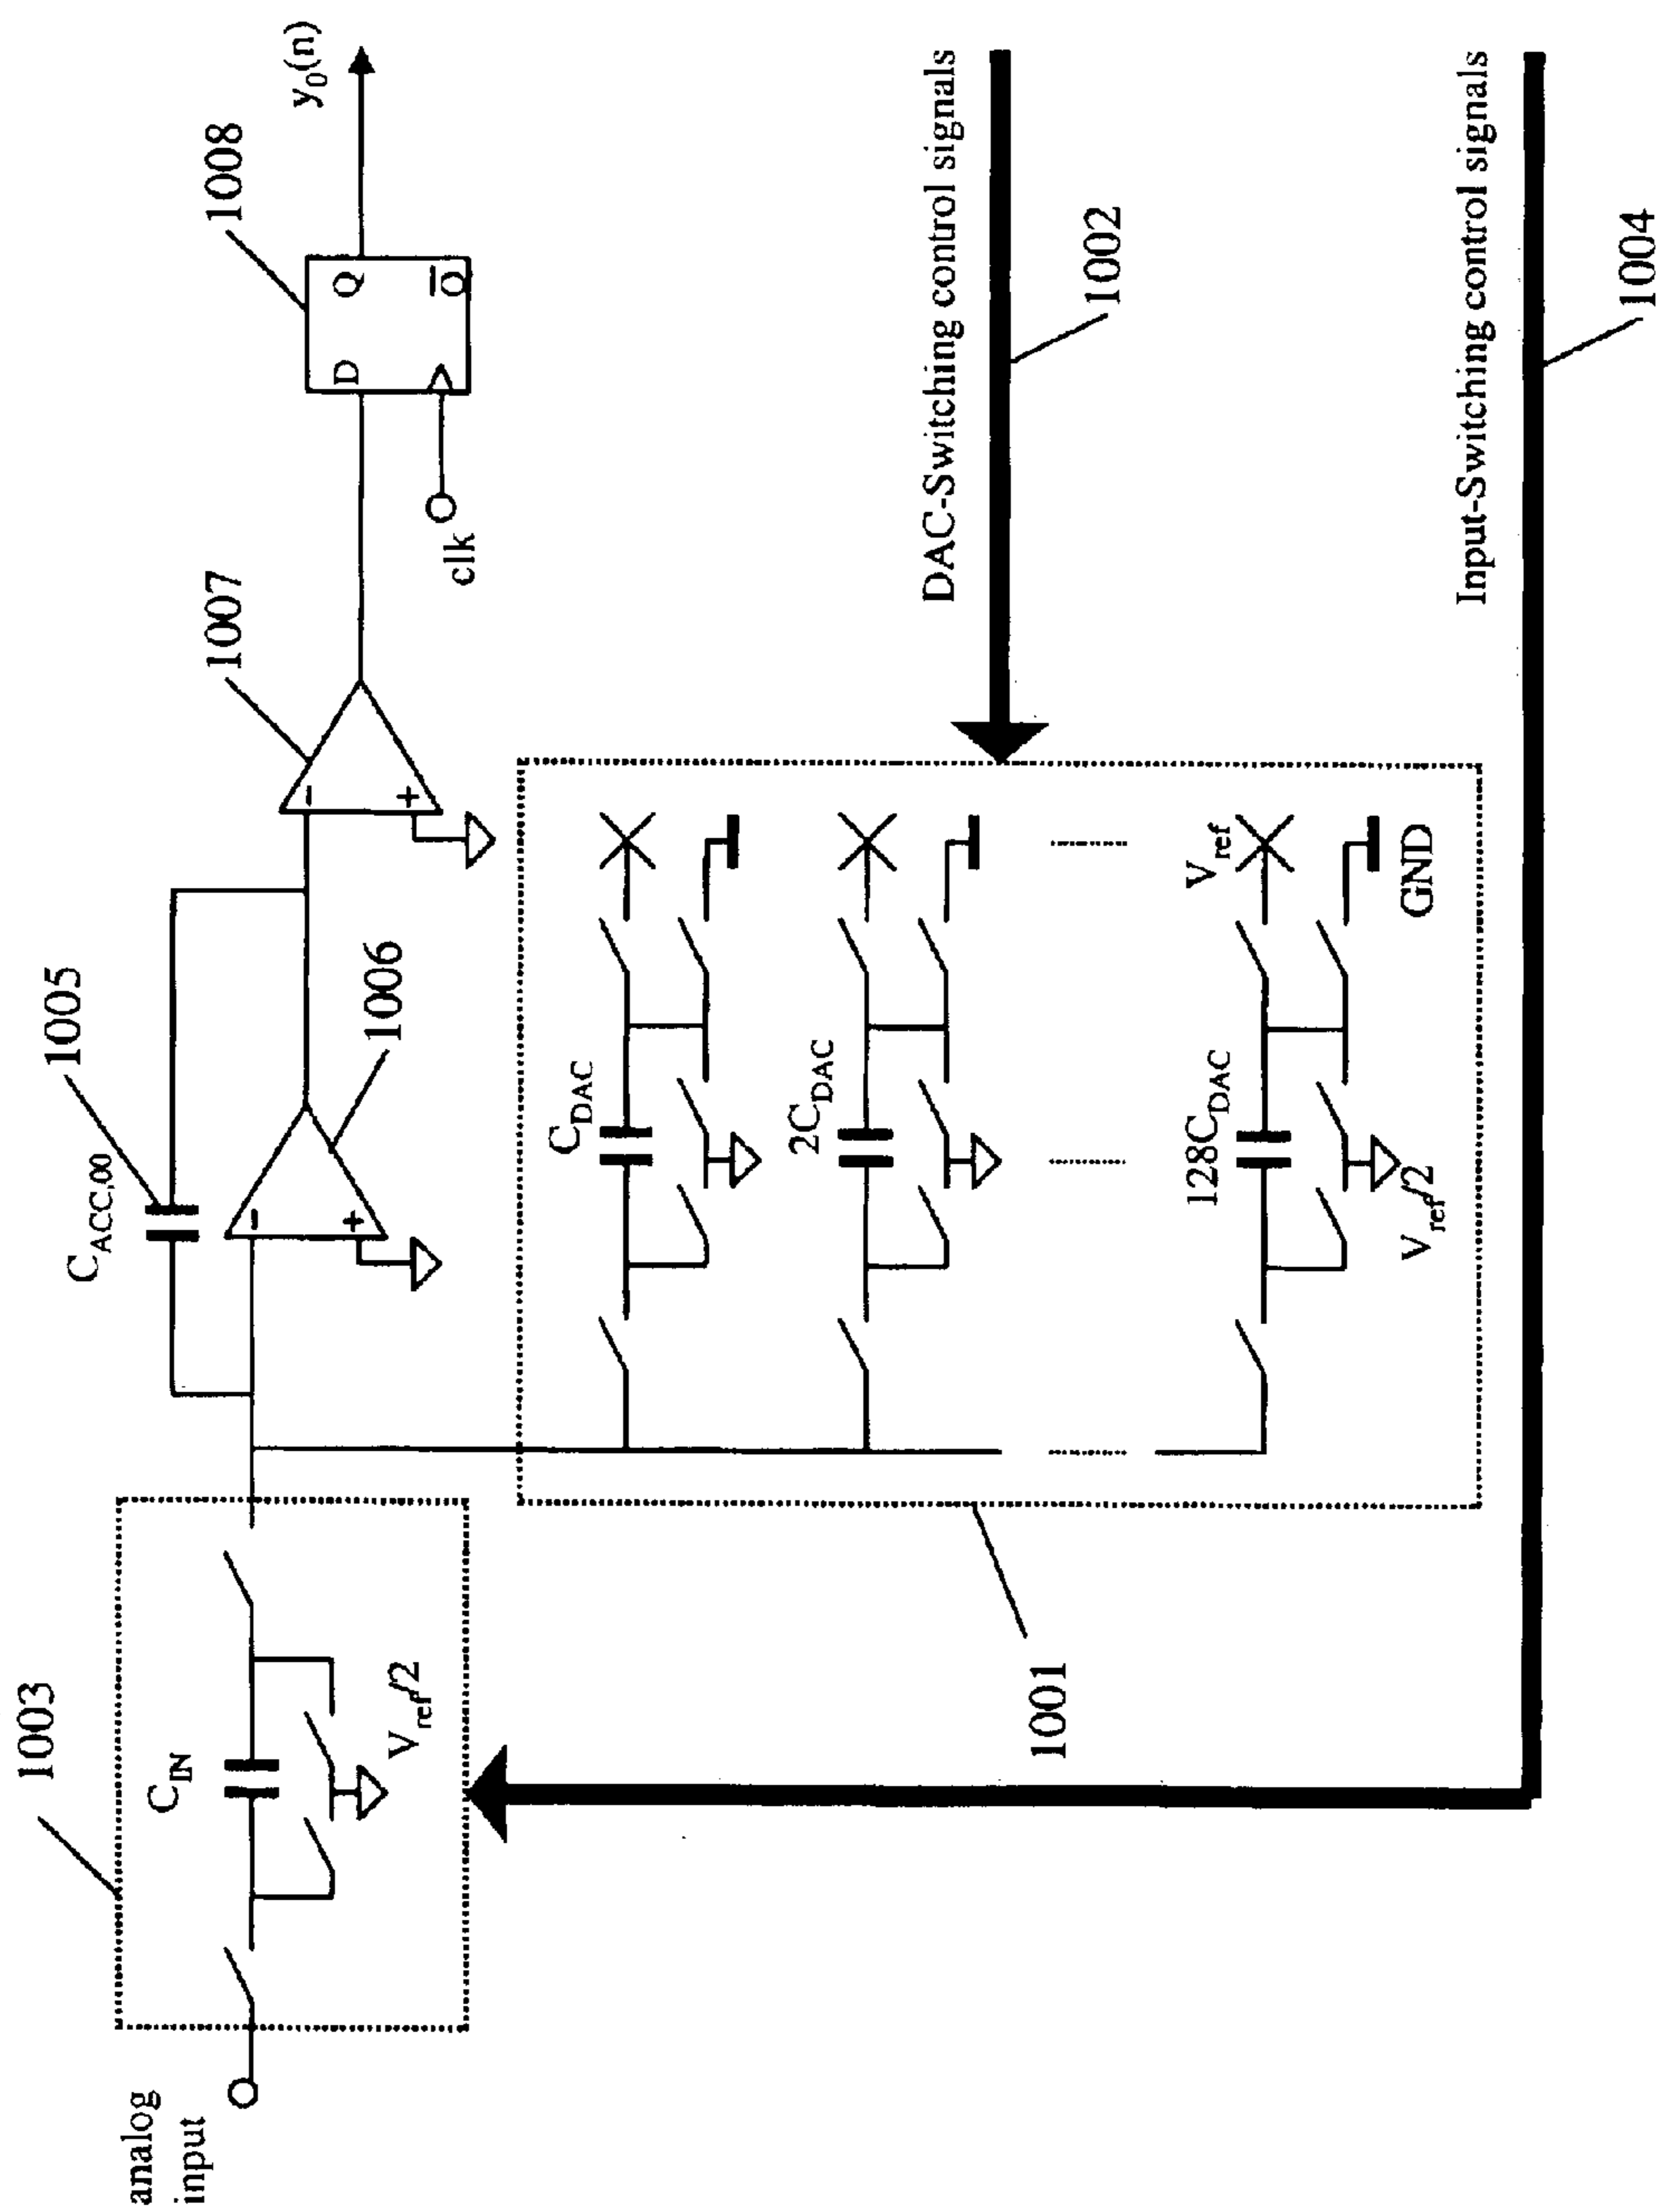 1003
analog
input
C_IN
V_ref/2
1005
C_ACC,00
-
+
1006
1007
-
+
1008
D
Q
Q̅
clk
y_0(n)
C_DAC
2C_DAC
128C_DAC
V_ref
V_ref/2
GND
1001
DAC-Switching control signals
1002
Input-Switching control signals
1004